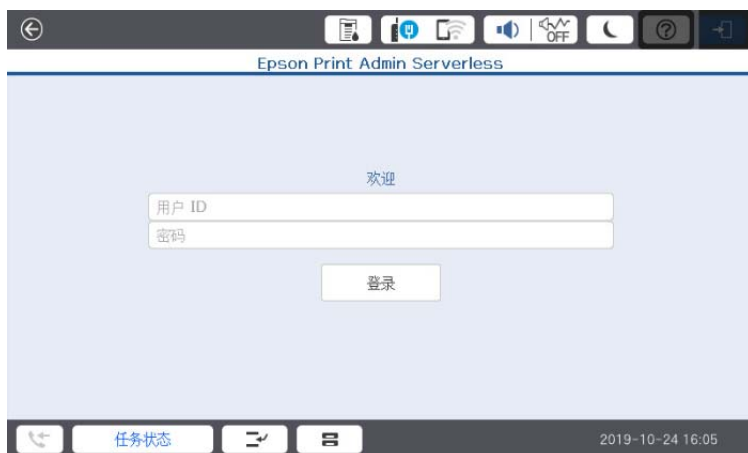 OFF
Epson Print Admin Serverless
欢迎
用户 ID
密码
登录
任务状态
2019-10-24 16:05